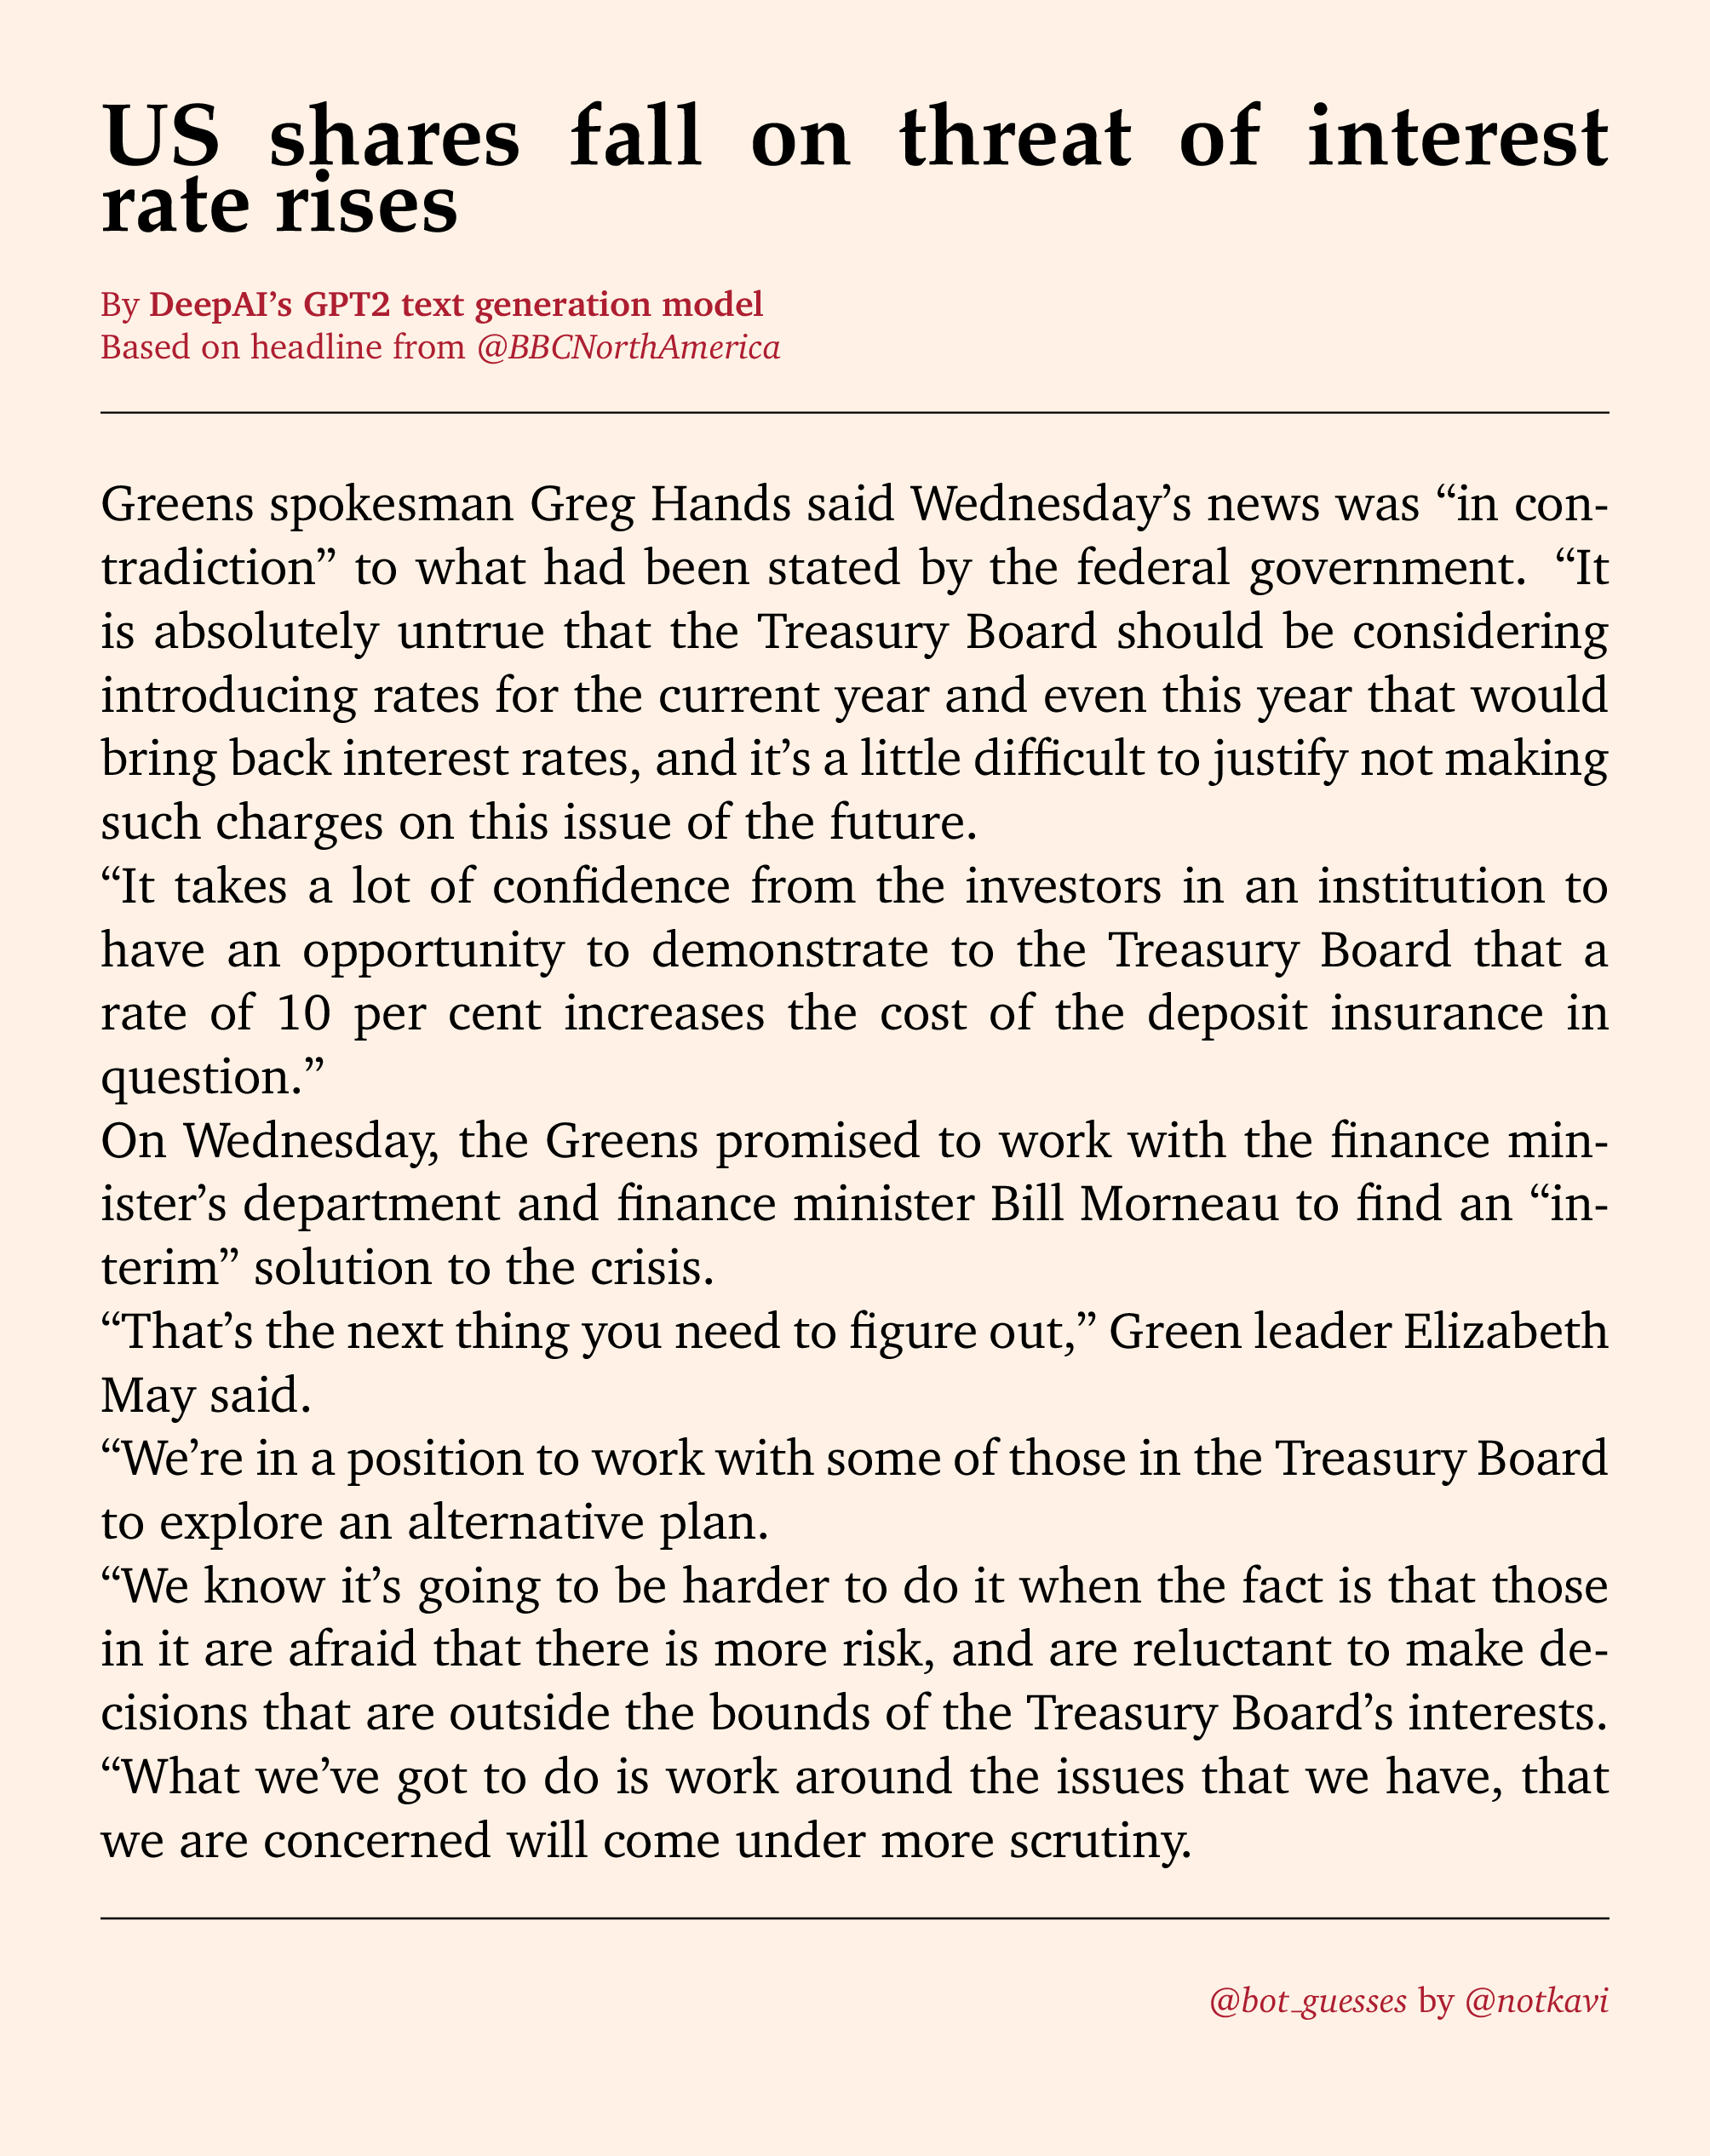 US shares fall on threat of interest
rate rises
By DeepAI’s GPT2 text generation model
Based on headline from @BBCNorthAmerica
Greens spokesman Greg Hands said Wednesday’s news was “in con-
tradiction” to what had been stated by the federal government. “It
is absolutely untrue that the Treasury Board should be considering
introducing rates for the current year and even this year that would
bring back interest rates, and it’s a little difficult to justify not making
such charges on this issue of the future.
“It takes a lot of confidence from the investors in an institution to
have an opportunity to demonstrate to the Treasury Board that a
rate of 10 per cent increases the cost of the deposit insurance in
question.”
On Wednesday, the Greens promised to work with the finance min-
ister’s department and finance minister Bill Morneau to find an “in-
terim” solution to the crisis.
“That’s the next thing you need to figure out,” Green leader Elizabeth
May said.
“We’re in a position to work with some of those in the Treasury Board
to explore an alternative plan.
“We know it’s going to be harder to do it when the fact is that those
in it are afraid that there is more risk, and are reluctant to make de-
cisions that are outside the bounds of the Treasury Board’s interests.
“What we’ve got to do is work around the issues that we have, that
we are concerned will come under more scrutiny.
@bot_guesses by @notkavi